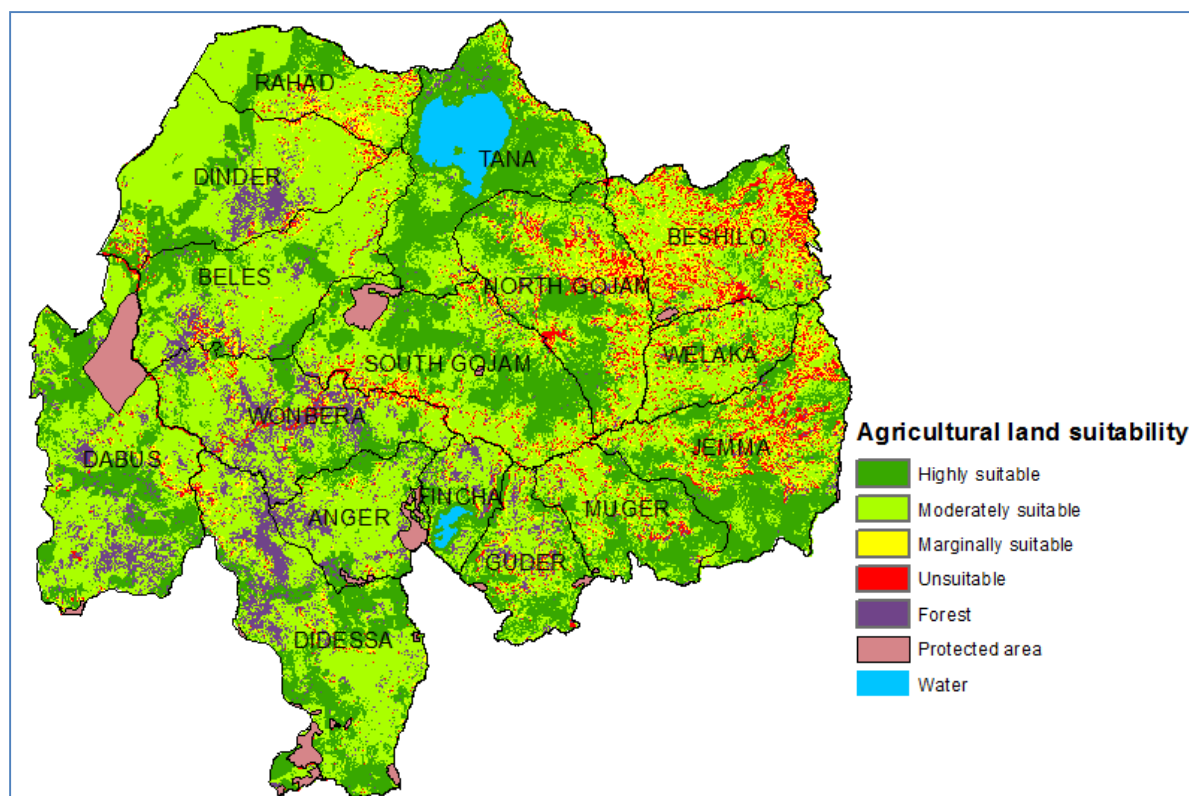 RAHAD
TANA
DINDER
BESHILO
BELES
NORTH GOJAM
SOUTH GOJAM
WELAKA
WONBERA
JEMMA
DABUS
FINCHA
ANGER
MUGER
GUDER
DIDESSA
Agricultural land suitability
Highly suitable
Moderately suitable
Marginally suitable
Unsuitable
Forest
Protected area
Water